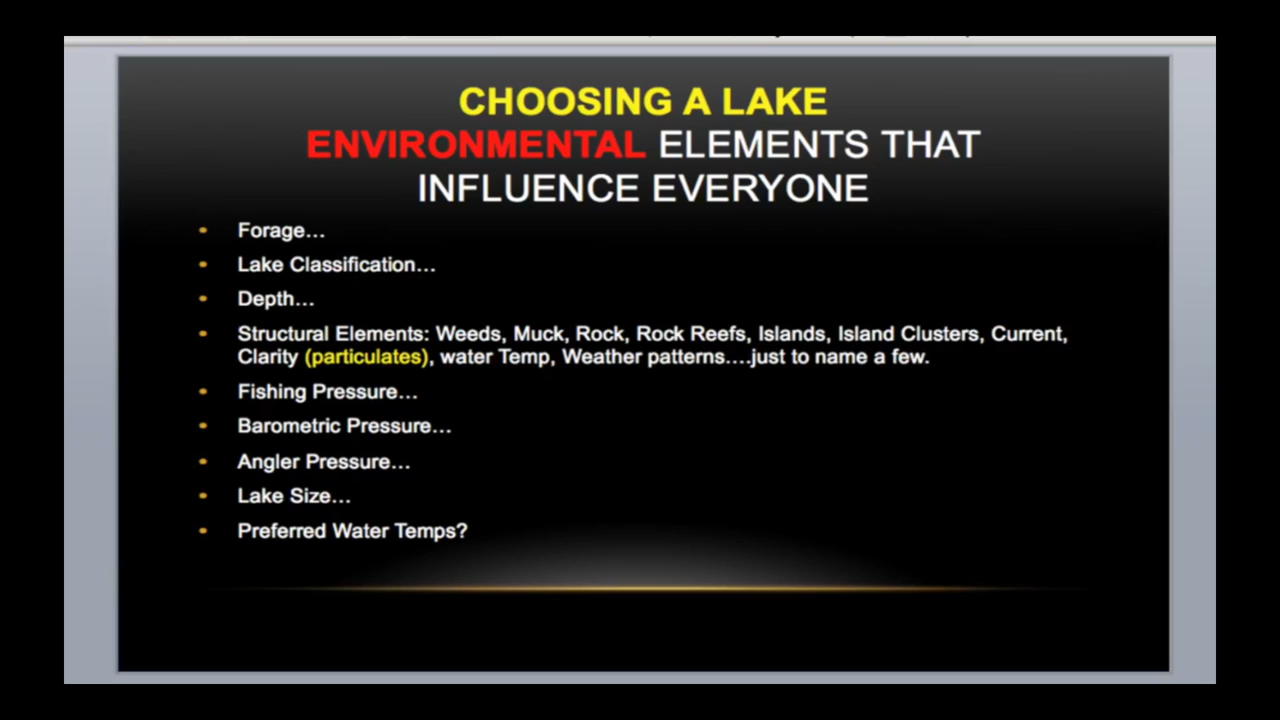 CHOOSING A LAKE
ENVIRONMENTAL ELEMENTS THAT
INFLUENCE EVERYONE
• Forage...
• Lake Classification...
• Depth...
• Structural Elements: Weeds, Muck, Rock, Rock Reefs, Islands, Island Clusters, Current,
Clarity (particulates), water Temp, Weather patterns....just to name a few.
• Fishing Pressure...
• Barometric Pressure...
• Angler Pressure...
• Lake Size...
• Preferred Water Temps?